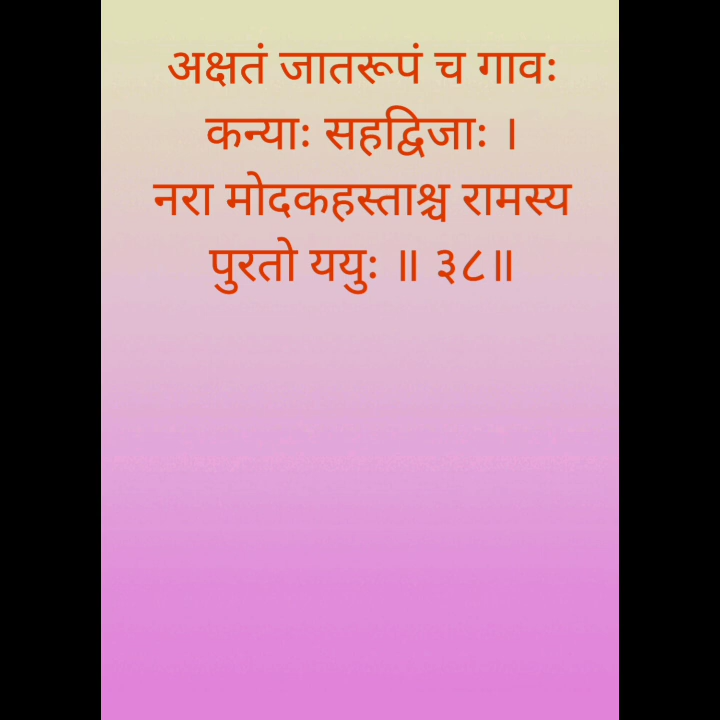 अक्षतं जातरूपं च गावः
कन्याः सहद्विजाः ।
नरा मोदकहस्ताश्च रामस्य
पुरतो ययुः ॥ ३८॥